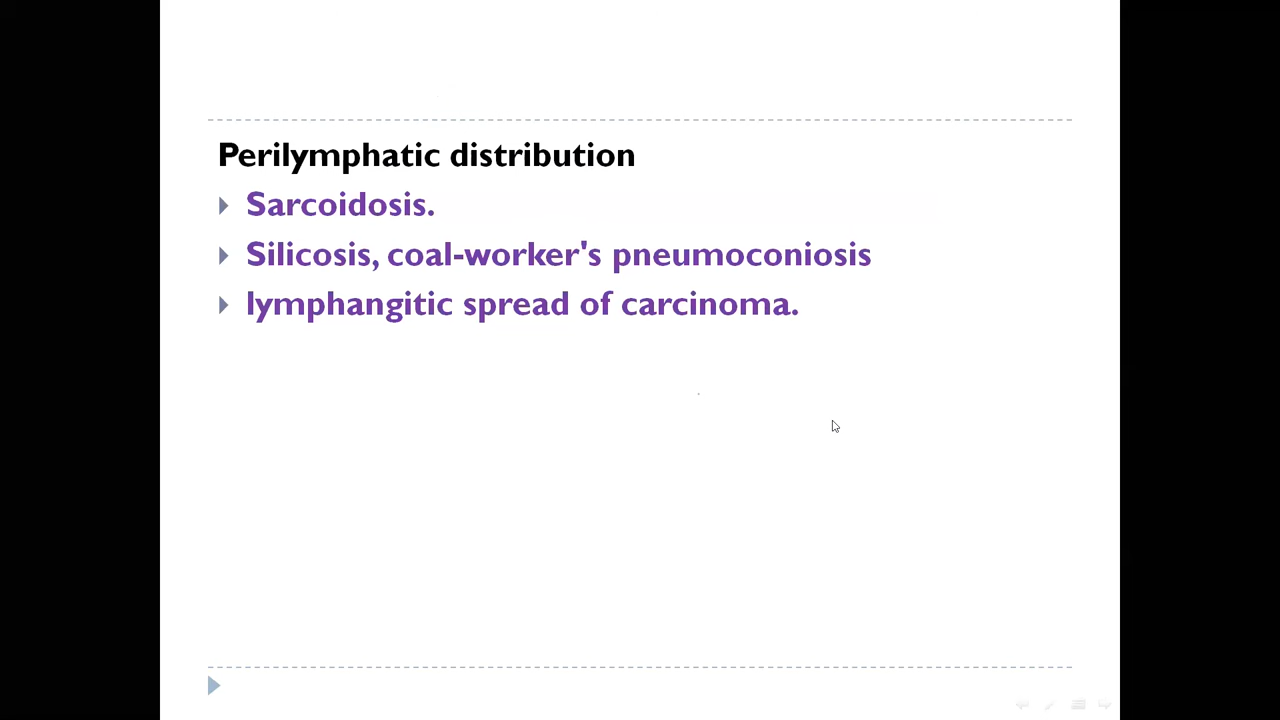 Perilymphatic distribution
Sarcoidosis.
Silicosis, coal-worker's pneumoconiosis
lymphangitic spread of carcinoma.